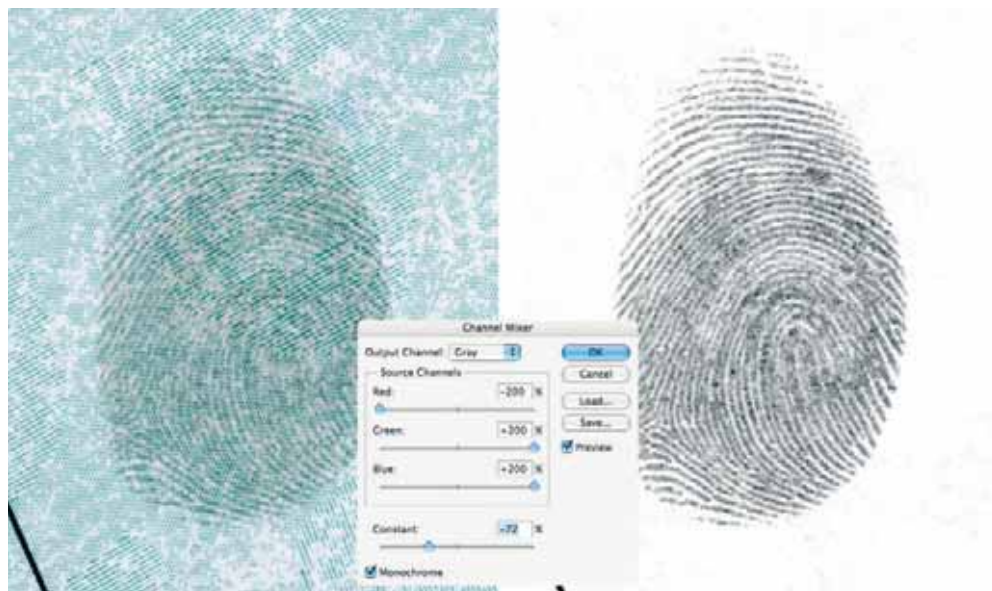 Channel Mixer
Output Channel: Gray
OK
Source Channels
Cancel
Red: -200 %
Load...
Save...
Green: +200 %
Preview
Blue: +200 %
Constant: -72 %
Monochrome